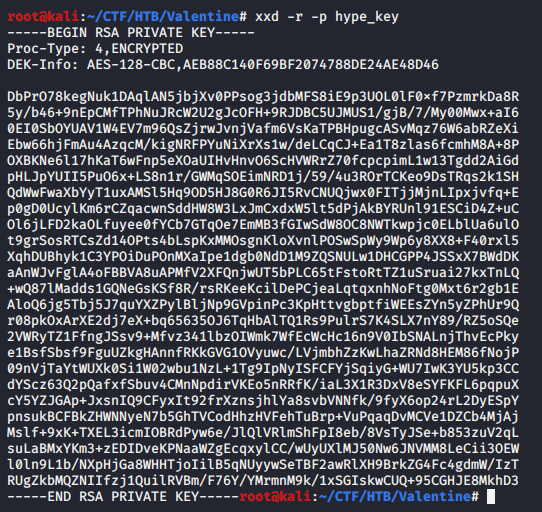 root@kali:~/CTF/HTB/Valentine# xxd -r -p hype_key
-----BEGIN RSA PRIVATE KEY-----
Proc-Type: 4,ENCRYPTED
DEK-Info: AES-128-CBC,AEB88C140F69BF2074788DE24AE48D46

DbPrO78kegNuk1DAqlAN5jbjXv0PPsog3jdbMFS8iE9p3UOL0lF0xf7PzmrkDa8R
5y/b46+9nEpCMfTPhNuJRcW2U2gJcOFH+9RJDBC5UJMUS1/gjB/7/My00Mwx+aI6
0EI0SbOYUAV1W4EV7m96QsZjrwJvnjVafm6VsKaTPBHpugcASvMqz76W6abRZeXi
Ebw66hjFmAu4AzqcM/kigNRFPYuNiXrXs1w/deLCqCJ+Ea1T8zlas6fcmhM8A+8P
OXBKNe6l17hKaT6wFnp5eXOaUIHvHnvO6ScHVWRrZ70fcpcpimL1w13Tgdd2AiGd
pHLJpYUII5PuO6x+LS8n1r/GWMqSOEimNRD1j/59/4u3ROrTCKeo9DsTRqs2k1SH
QdWwFwaXbYyT1uxAMSl5Hq9OD5HJ8G0R6JI5RvCNUQjwx0FITjjMjnLIpxjvfq+E
p0gD0UcylKm6rCZqacwnSddHW8W3LxJmCxdxW5lt5dPjAkBYRUnl91ESCiD4Z+uC
Ol6jLFD2kaOLfuyee0fYCb7GTqOe7EmMB3fGIwSdW8OC8NWTkwpjc0ELblUa6ulO
t9grSosRTCsZd14OPts4bLspKxMMOsgnKloXvnlPOSwSpWy9Wp6y8XX8+F40rxl5
XqhDUBhyk1C3YPOiDuPOnMXaIpe1dgb0NdD1M9ZQSNULw1DHCGPP4JSSxX7BWdDK
aAnWJvFglA4oFBBVA8uAPMfV2XFQnjwUT5bPLC65tFstoRtTZ1uSruai27kxTnLQ
+wQ87lMadds1GQNeGsKSf8R/rsRKeeKcilDePCjeaLqtqxnhNoFtg0Mxt6r2gb1E
AloQ6jg5Tbj5J7quYXZPylBljNp9GVpinPc3KpHttvgbptfiWEEsZYn5yZPhUr9Q
r08pkOxArXE2dj7eX+bq65635OJ6TqHbAlTQ1Rs9PulrS7K4SLX7nY89/RZ5oSQe
2VWRyTZ1FfngJSsv9+Mfvz341lbzOIWmk7WfEcWcHc16n9V0IbSNALnjThvEcPky
e1BsfSbsf9FguUZkgHAnnfRKkGVG1OVyuwc/LVjmbhZzKwLhaZRNd8HEM86fNojP
09nVjTaYtWUXk0Si1W02wbu1NzL+1Tg9IpNyISFCFYjSqiyG+WU7IwK3YU5kp3CC
dYScz63Q2pQafxfSbuv4CMnNpdirVKEo5nRRfK/iaL3X1R3DxV8eSYFKFL6pqpuX
cY5YZJGAp+JxsnIQ9CFyxIt92frXznsjhlYa8svbVNNfk/9fyX6op24rL2DyESpY
pnsukBCFBkZHWNNyeN7b5GhTVCodHhzHVFehTuBrp+VuPqaqDvMCVe1DZCb4MjAj
Mslf+9xK+TXEL3icmIOBRdPyw6e/JlQlVRlmShFpI8eb/8VsTyJSe+b853zuV2qL
suLaBMxYKm3+zEDIDveKPNaaWZgEcqxylCC/wUyUXlMJ50Nw6JNVMM8LeCii3OEW
l0ln9L1b/NXpHjGa8WHHTjoIilB5qNUyywSeTBF2awRlXH9BrkZG4Fc4gdmW/IzT
RUgZkbMQZNIIfzj1QuilRVBm/F76Y/YMrmnM9k/1xSGIskwCUQ+95CGHJE8MkhD3
-----END RSA PRIVATE KEY-----root@kali:~/CTF/HTB/Valentine#